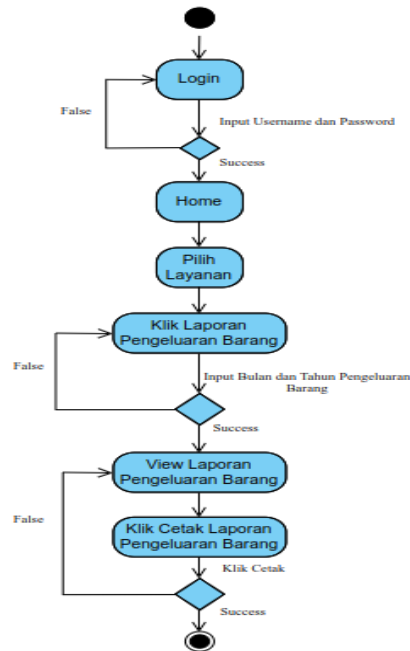 Login
False
Input Username dan Password
Success
Home
Pilih
Layanan
Klik Laporan
Pengeluaran Barang
False
Input Bulan dan Tahun Pengeluaran
Barang
Success
View Laporan
Pengeluaran Barang
False
Klik Cetak Laporan
Pengeluaran Barang
Klik Cetak
Success